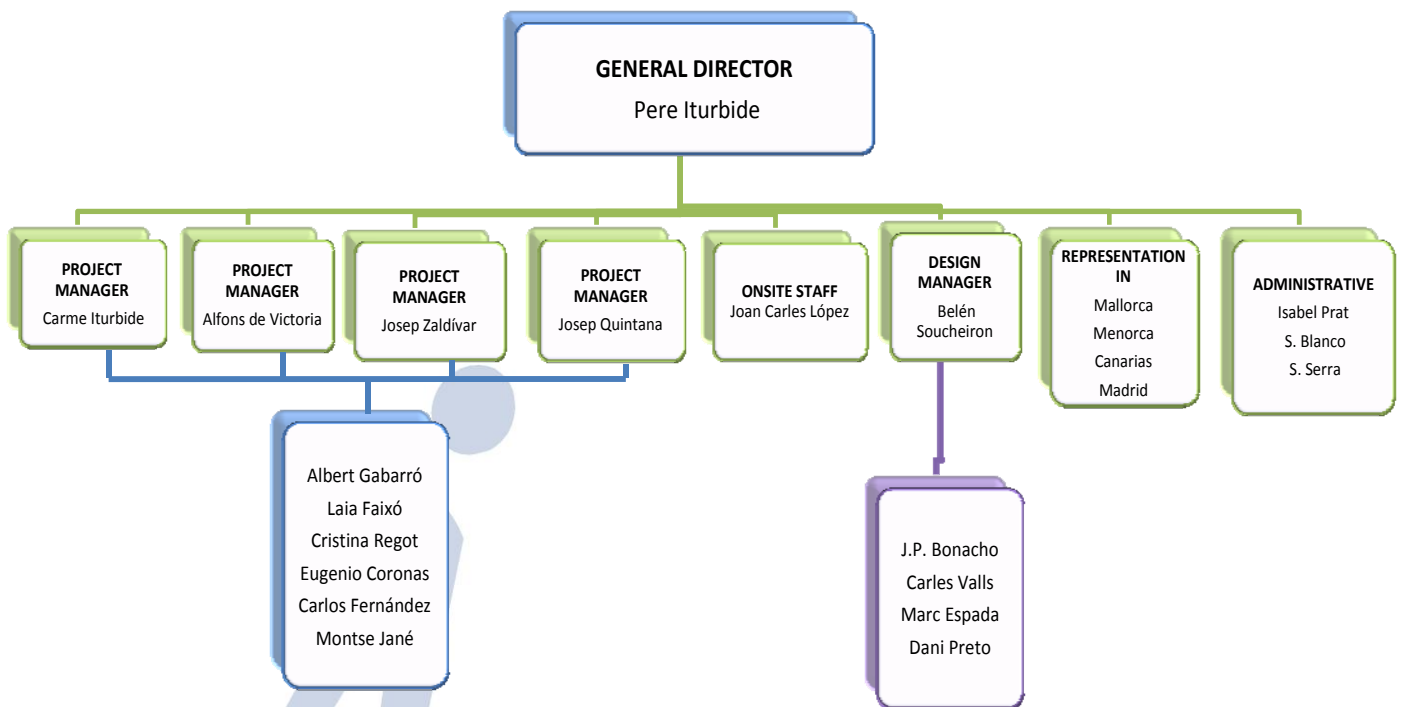 GENERAL DIRECTOR
Pere Iturbide
PROJECT
MANAGER
Carme Iturbide
PROJECT
MANAGER
Alfons de Victoria
PROJECT
MANAGER
Josep Zaldívar
PROJECT
MANAGER
Josep Quintana
ONSITE STAFF
Joan Carles López
DESIGN
MANAGER
Belén
Soucheiron
REPRESENTATION
IN
Mallorca
Menorca
Canarias
Madrid
ADMINISTRATIVE
Isabel Prat
S. Blanco
S. Serra
Albert Gabarró
Laia Faixó
Cristina Regot
Eugenio Coronas
Carlos Fernández
Montse Jané
J.P. Bonacho
Carles Valls
Marc Espada
Dani Preto